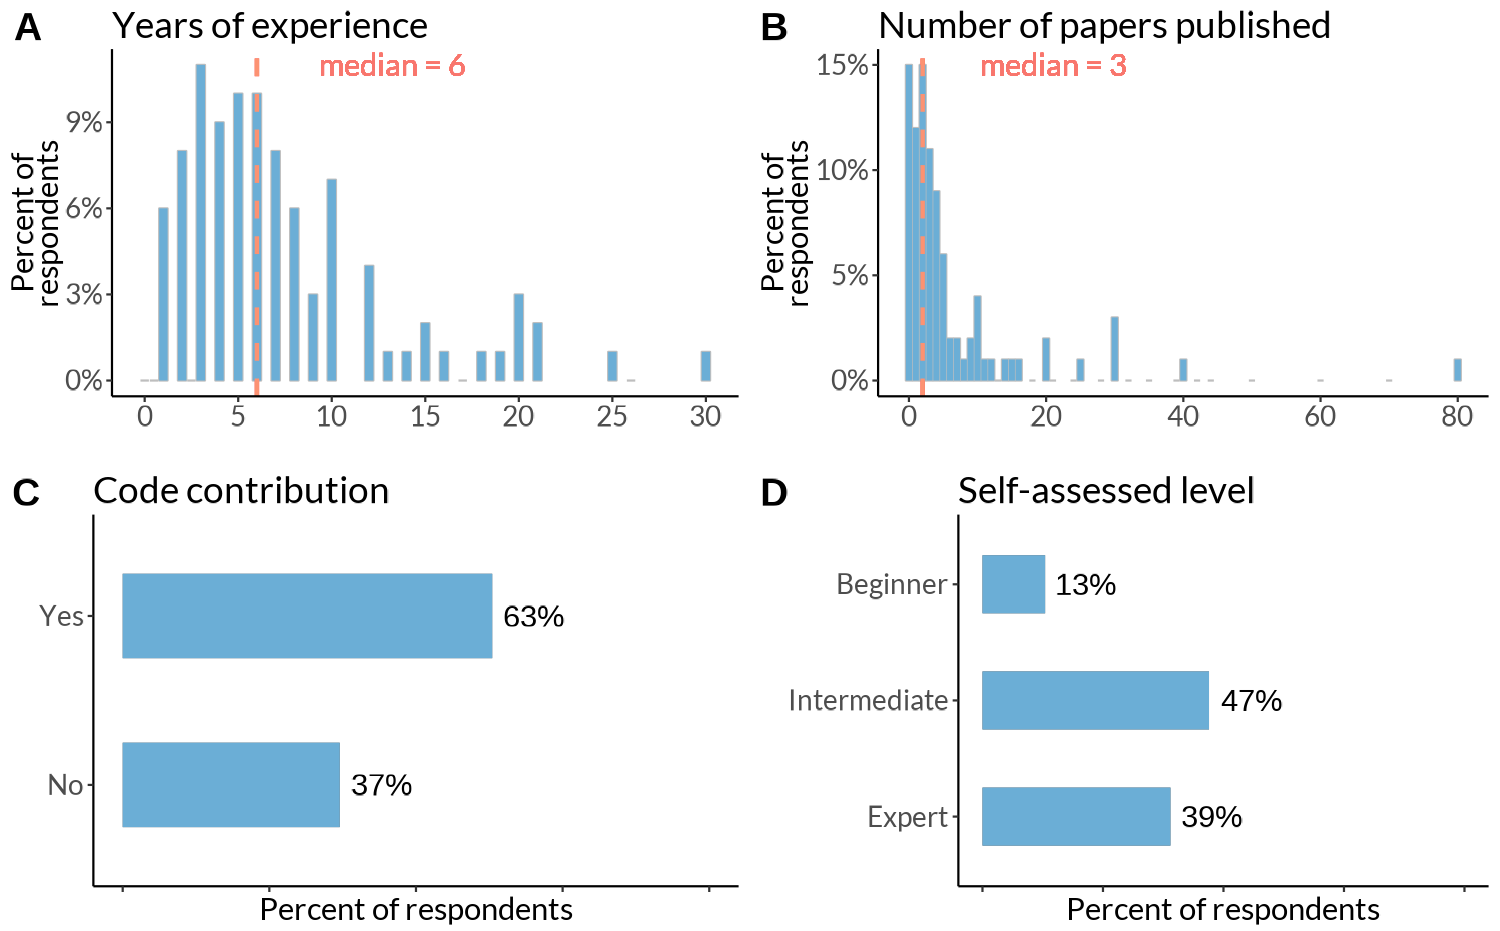 A Years of experience
median = 6
Percent of
respondents
9%
6%
3%
0%
0 5 10 15 20 25 30
B Number of papers published
median = 3
Percent of
respondents
15%
10%
5%
0%
0 20 40 60 80
C Code contribution
Yes 63%
No 37%
Percent of respondents
D Self-assessed level
Beginner 13%
Intermediate 47%
Expert 39%
Percent of respondents